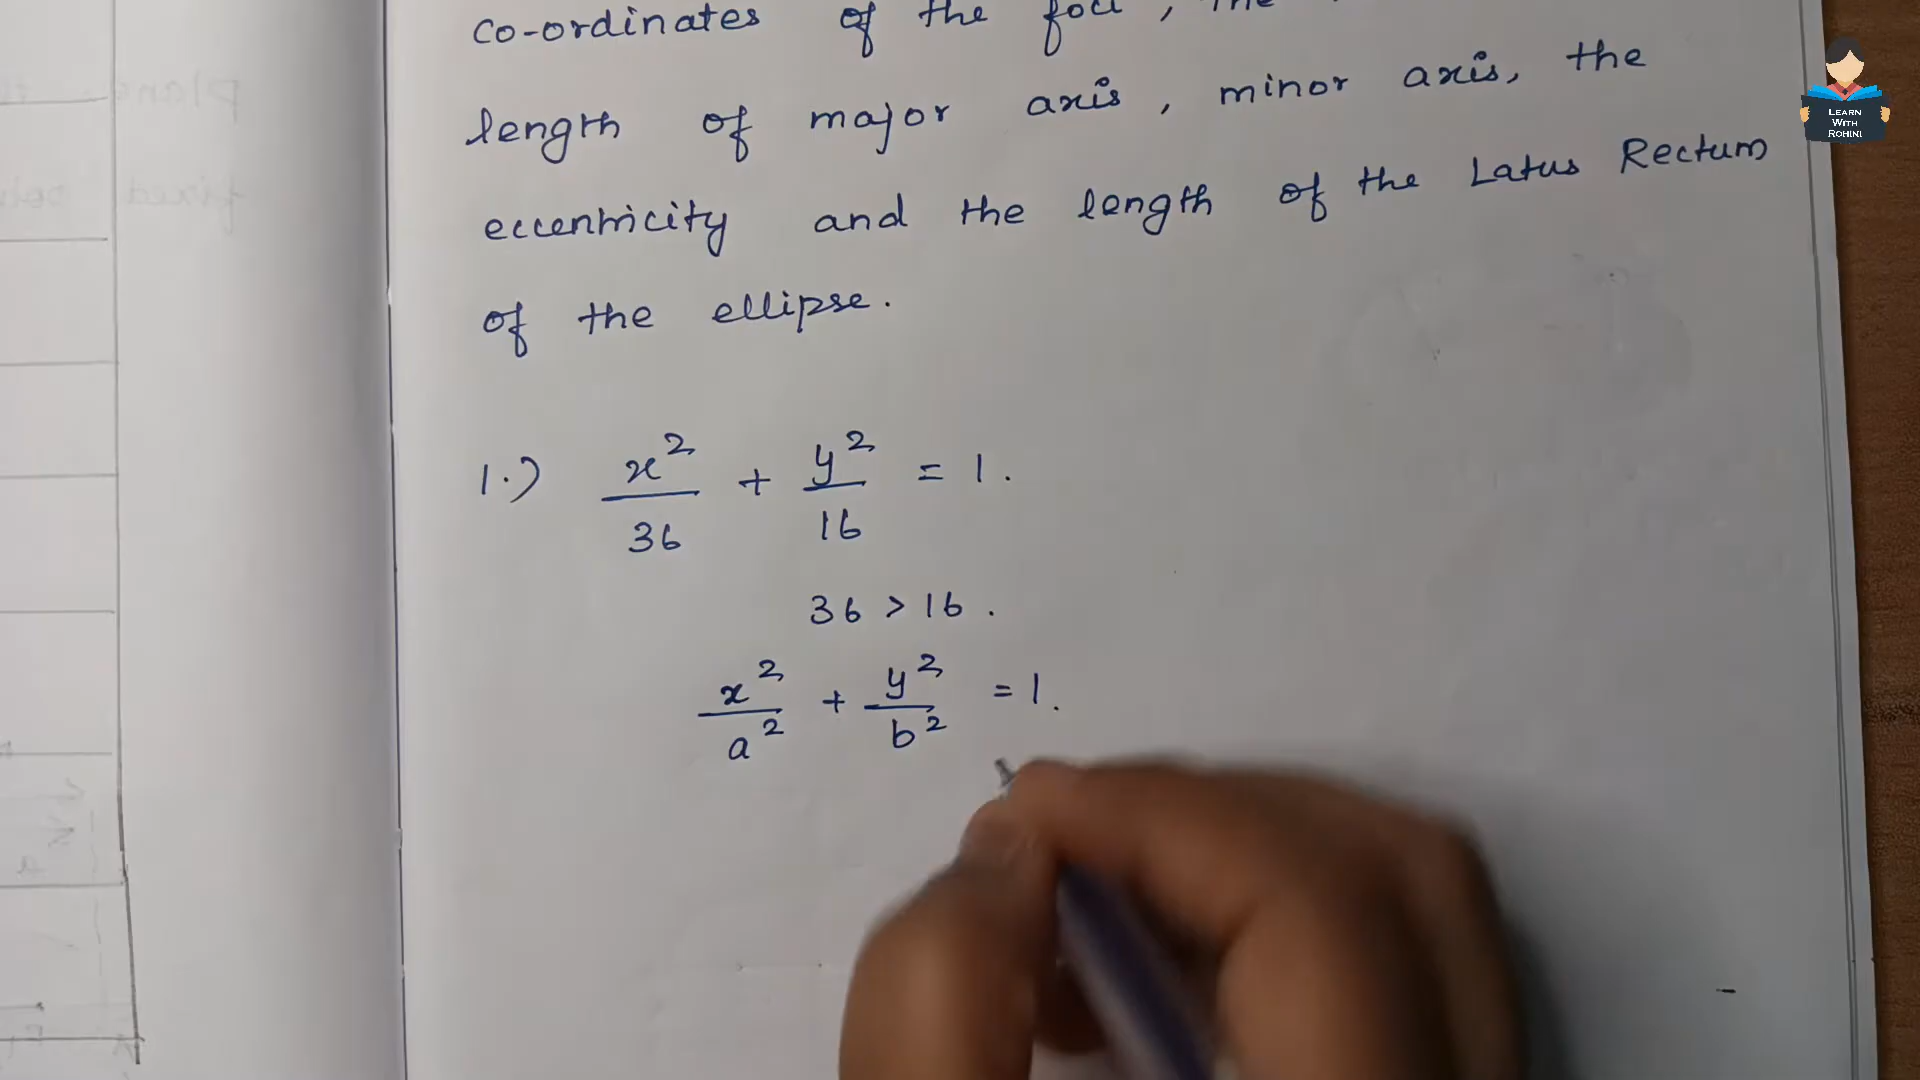 co-ordinates of the foci, the
length of major axis, minor axis, the
eccentricity and the length of the Latus Rectum
of the ellipse.
1.) x²/36 + y²/16 = 1.
36 > 16.
x²/a² + y²/b² = 1.
LEARN
WITH
ROHINI